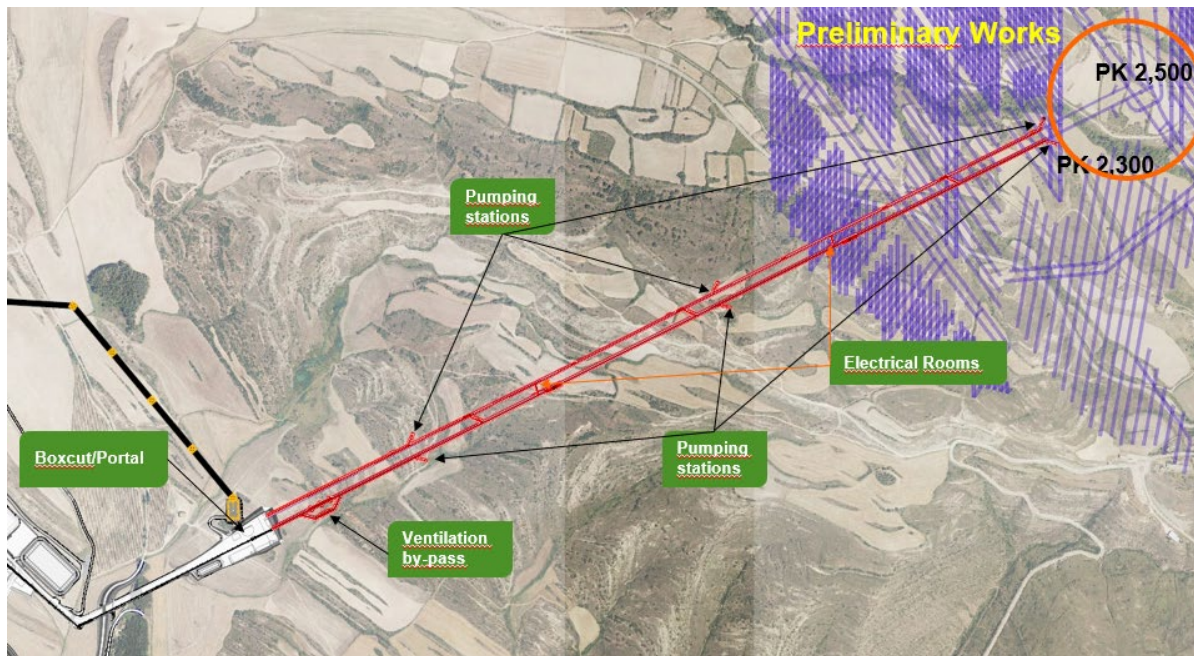 Preliminary Works
PK 2,500
PK 2,300
Pumping
stations
Electrical Rooms
Boxcut/Portal
Pumping
stations
Ventilation
by-pass